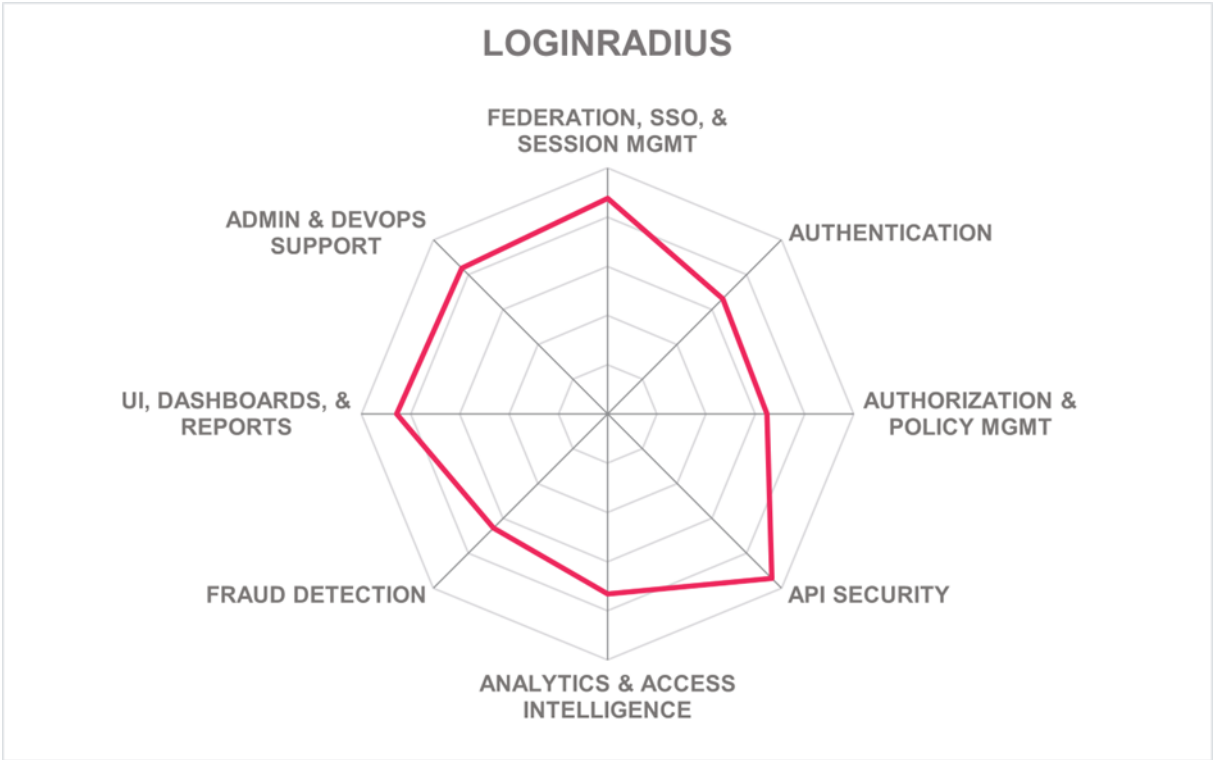 LOGINRADIUS
FEDERATION, SSO, &
SESSION MGMT
ADMIN & DEVOPS
SUPPORT
AUTHENTICATION
UI, DASHBOARDS, &
REPORTS
AUTHORIZATION &
POLICY MGMT
FRAUD DETECTION
API SECURITY
ANALYTICS & ACCESS
INTELLIGENCE